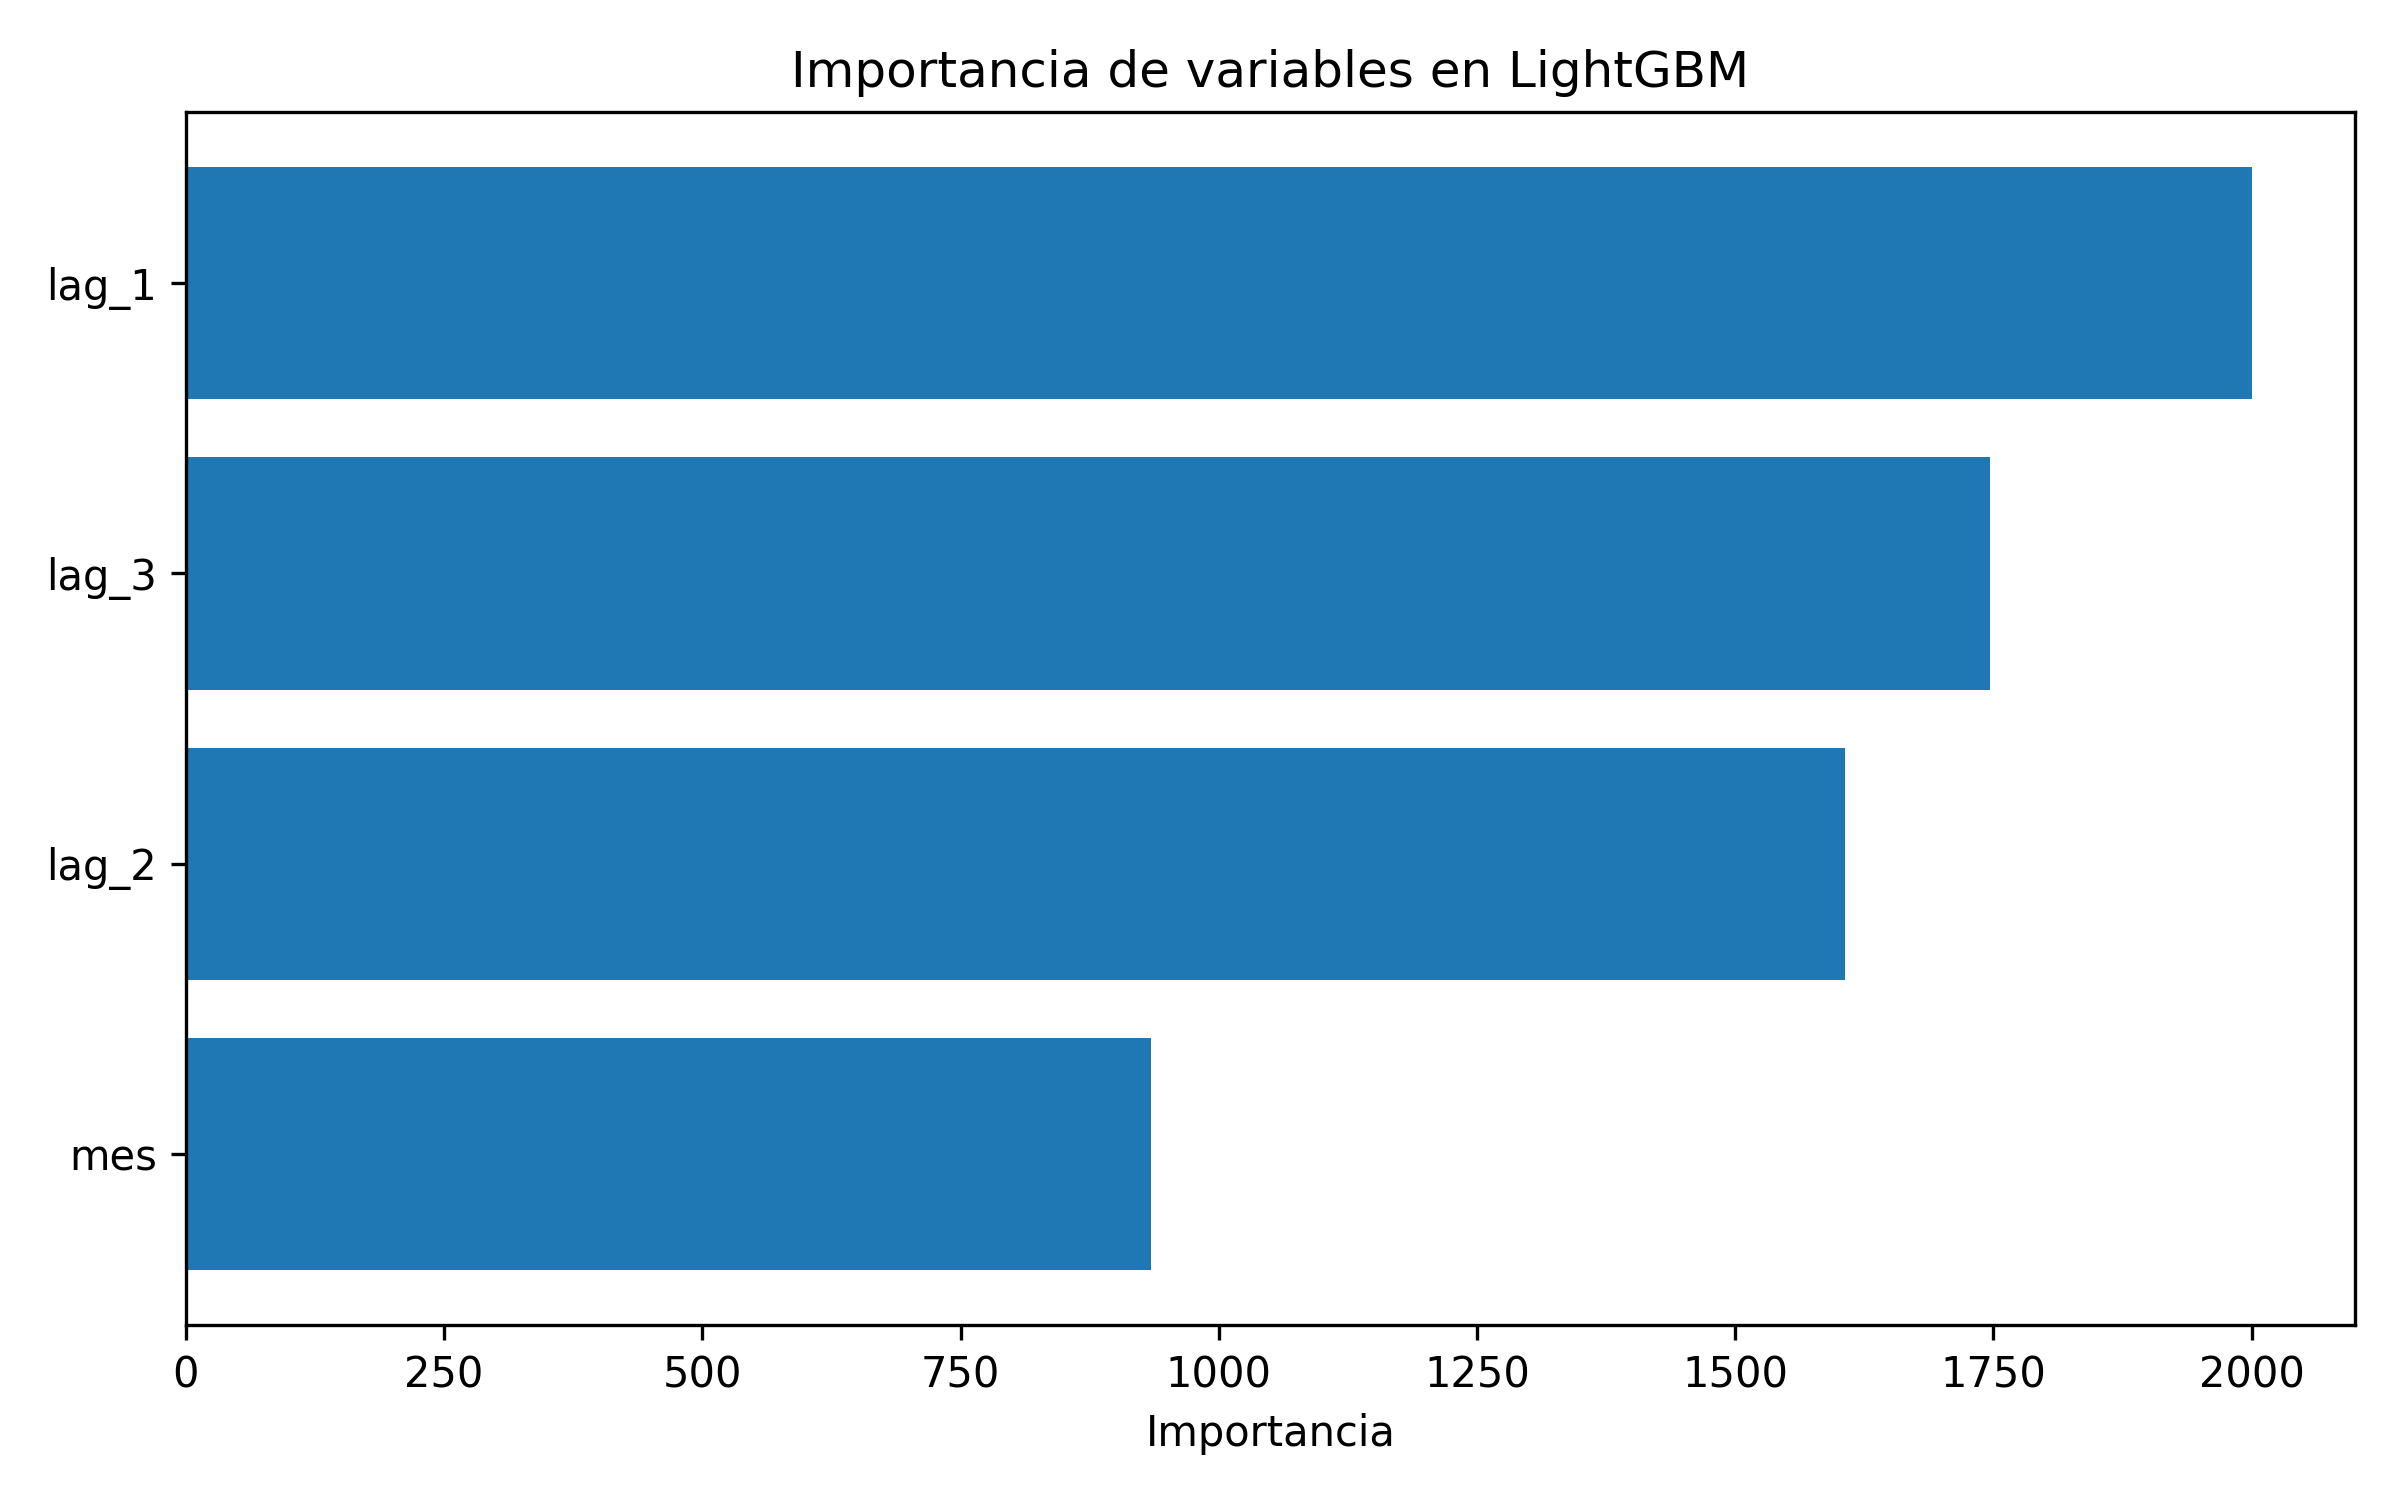 Importancia de variables en LightGBM
lag_1
lag_3
lag_2
mes
0 250 500 750 1000 1250 1500 1750 2000
Importancia